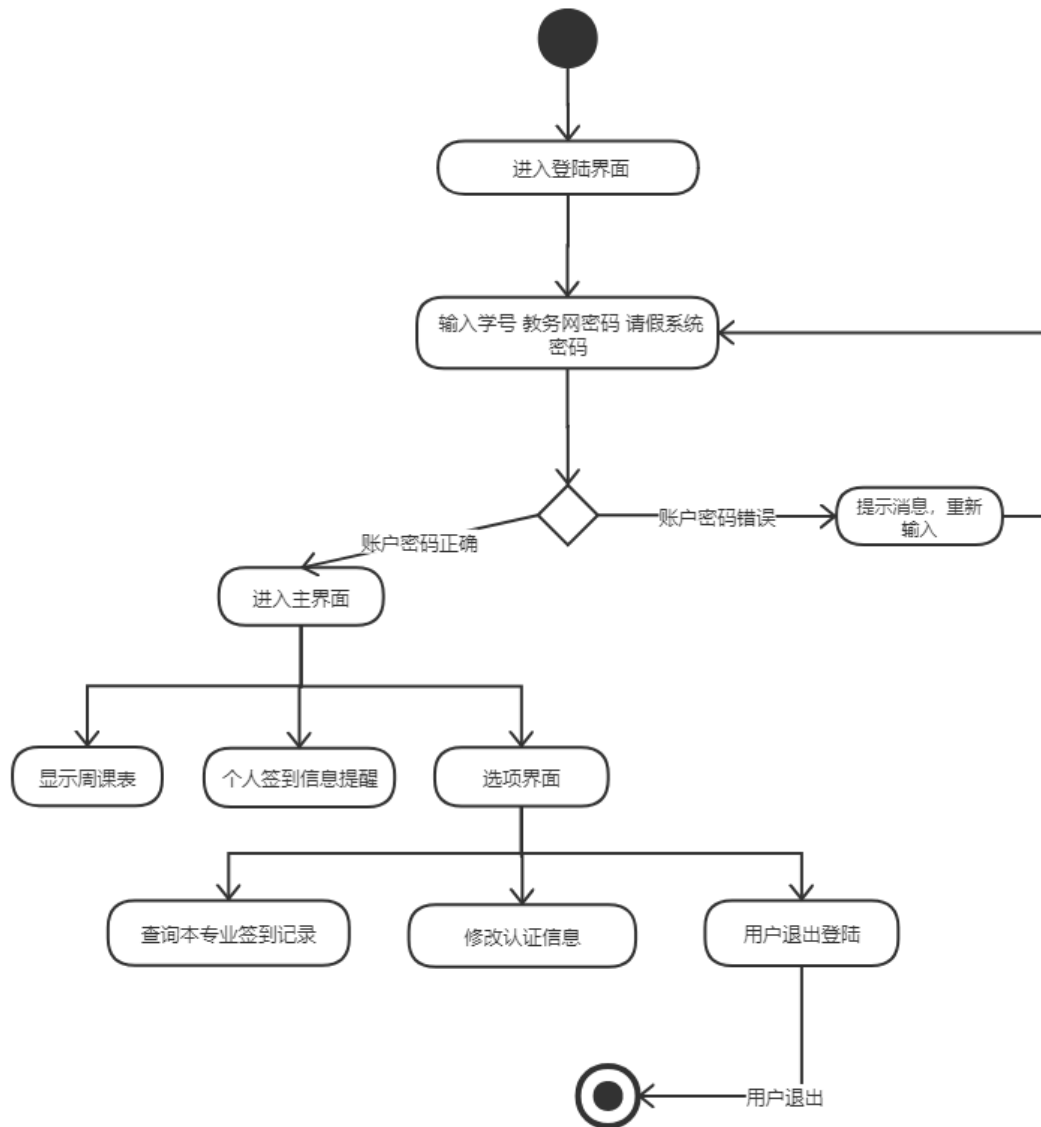 进入登陆界面
输入学号 教务网密码 请假系统
密码
账户密码错误
提示消息，重新
输入
账户密码正确
进入主界面
显示周课表
个人签到信息提醒
选项界面
查询本专业签到记录
修改认证信息
用户退出登陆
用户退出